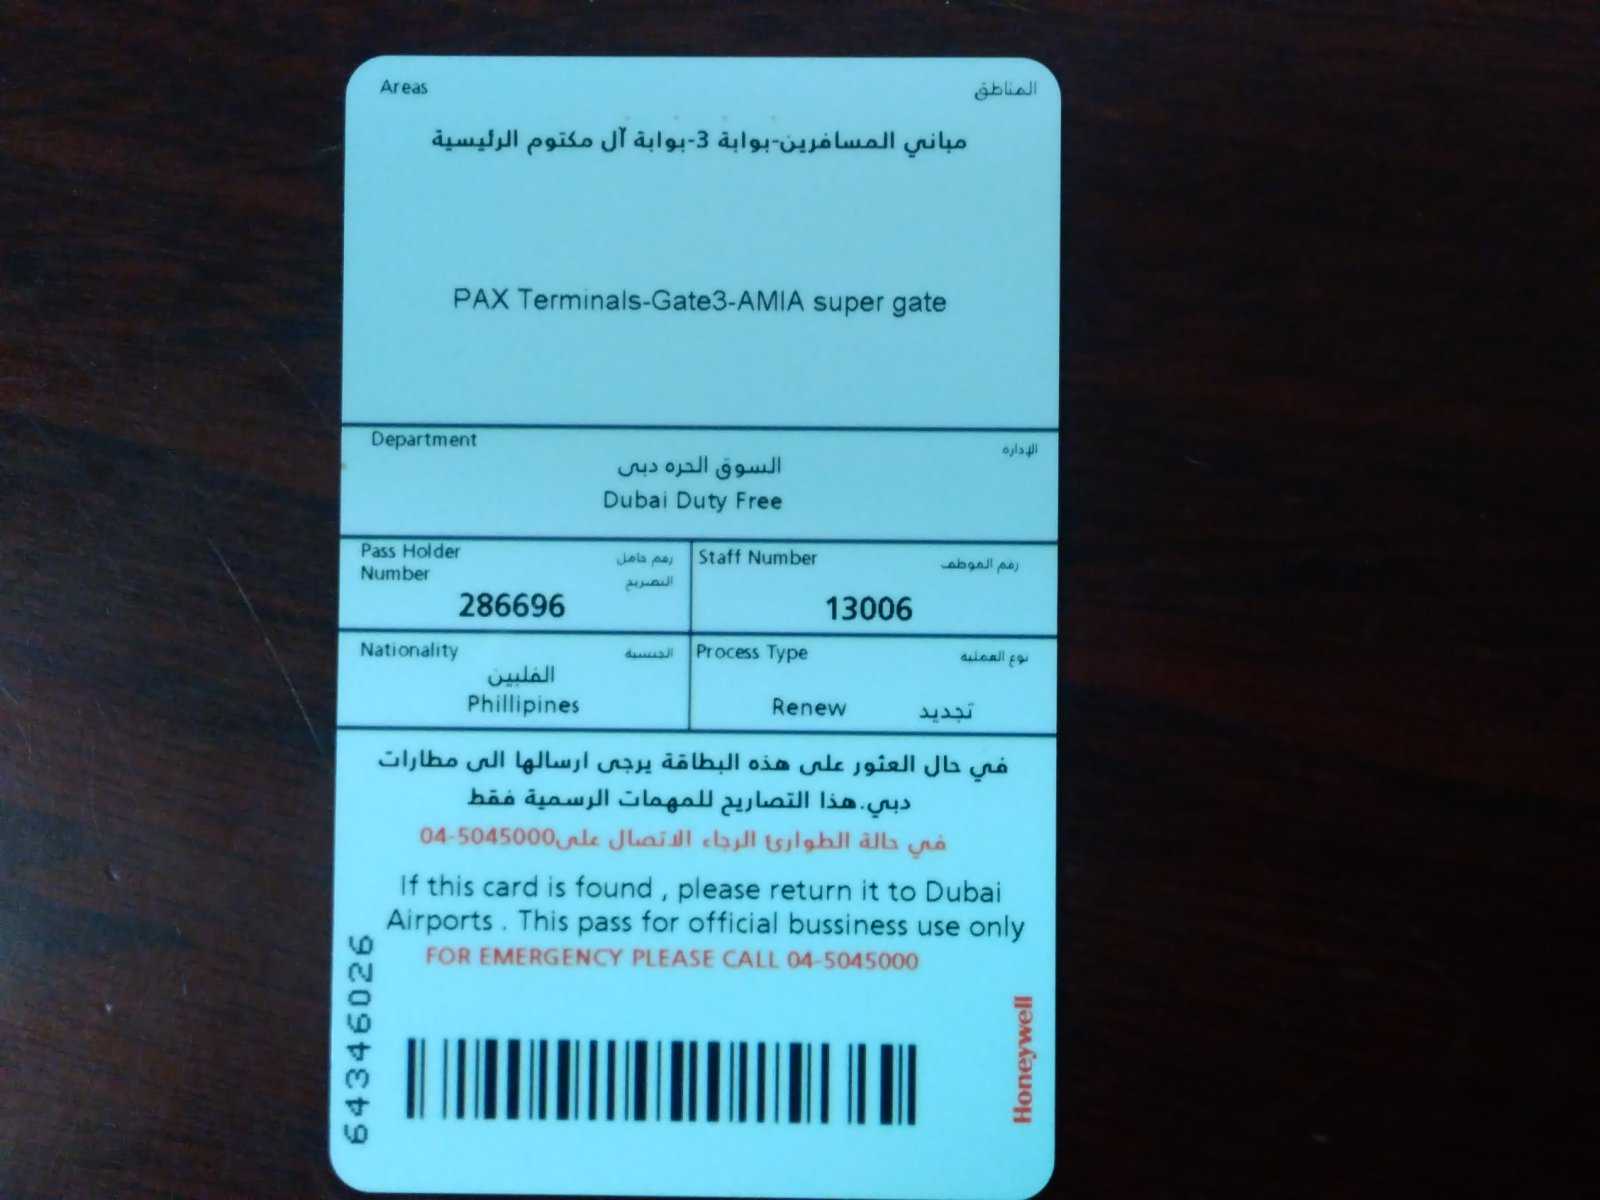 Areas المناطق
مباني المسافرين-بوابة 3-بوابة آل مكتوم الرئيسية
PAX Terminals-Gate3-AMIA super gate
Department الإدارة
السوق الحره دبى
Dubai Duty Free
Pass Holder رقم حامل
Number التصريح
286696
Staff Number رقم الموظف
13006
Nationality الجنسية
الفلبين
Phillipines
Process Type نوع العملية
Renew تجديد
في حال العثور على هذه البطاقة يرجى ارسالها الى مطارات
دبي.هذا التصاريح للمهمات الرسمية فقط
في حالة الطوارئ الرجاء الاتصال على04-5045000
If this card is found , please return it to Dubai
Airports . This pass for official bussiness use only
FOR EMERGENCY PLEASE CALL 04-5045000
64346026
Honeywell